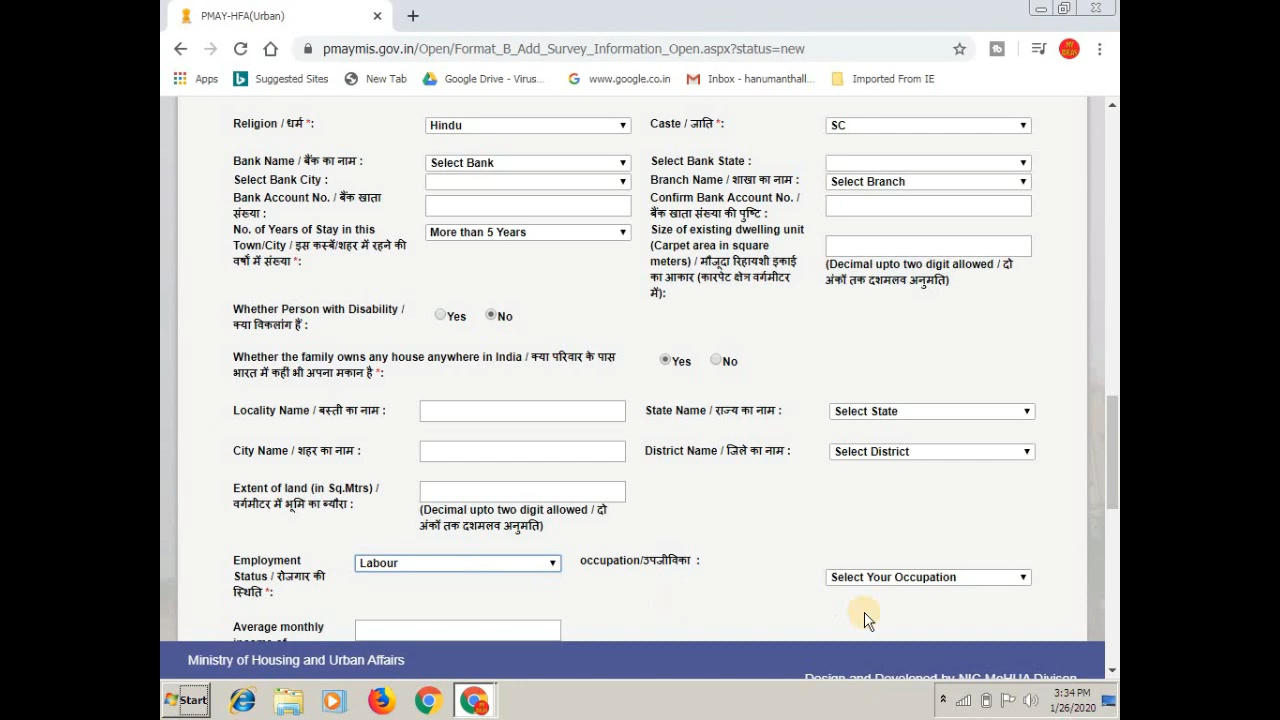 PMAY-HFA(Urban)
pmaymis.gov.in/Open/Format_B_Add_Survey_Information_Open.aspx?status=new
Apps Suggested Sites New Tab Google Drive - Virus... www.google.co.in Inbox - hanumanthall... Imported From IE
Religion / धर्म *: Hindu Caste / जाति *: SC
Bank Name / बैंक का नाम : Select Bank Select Bank State :
Select Bank City : Branch Name / शाखा का नाम : Select Branch
Bank Account No. / बैंक खाता संख्या : Confirm Bank Account No. / बैंक खाता संख्या की पुष्टि :
No. of Years of Stay in this Town/City / इस कस्बें/शहर में रहने की वर्षों में संख्या *: More than 5 Years
Size of existing dwelling unit (Carpet area in square meters) / मौजूदा रिहायशी इकाई का आकार (कारपेट क्षेत्र वर्गमीटर में):
(Decimal upto two digit allowed / दो अंकों तक दशमलव अनुमति)
Whether Person with Disability / क्या विकलांग हैं : Yes No
Whether the family owns any house anywhere in India / क्या परिवार के पास भारत में कहीं भी अपना मकान है *: Yes No
Locality Name / बस्ती का नाम : State Name / राज्य का नाम : Select State
City Name / शहर का नाम : District Name / जिले का नाम : Select District
Extent of land (in Sq.Mtrs) / वर्गमीटर में भूमि का ब्यौरा :
(Decimal upto two digit allowed / दो अंकों तक दशमलव अनुमति)
Employment Status / रोजगार की स्थिति *: Labour occupation/उपजीविका : Select Your Occupation
Average monthly
Ministry of Housing and Urban Affairs
Design and Developed by NIC MoHUA Divison
Start
3:34 PM
1/26/2020